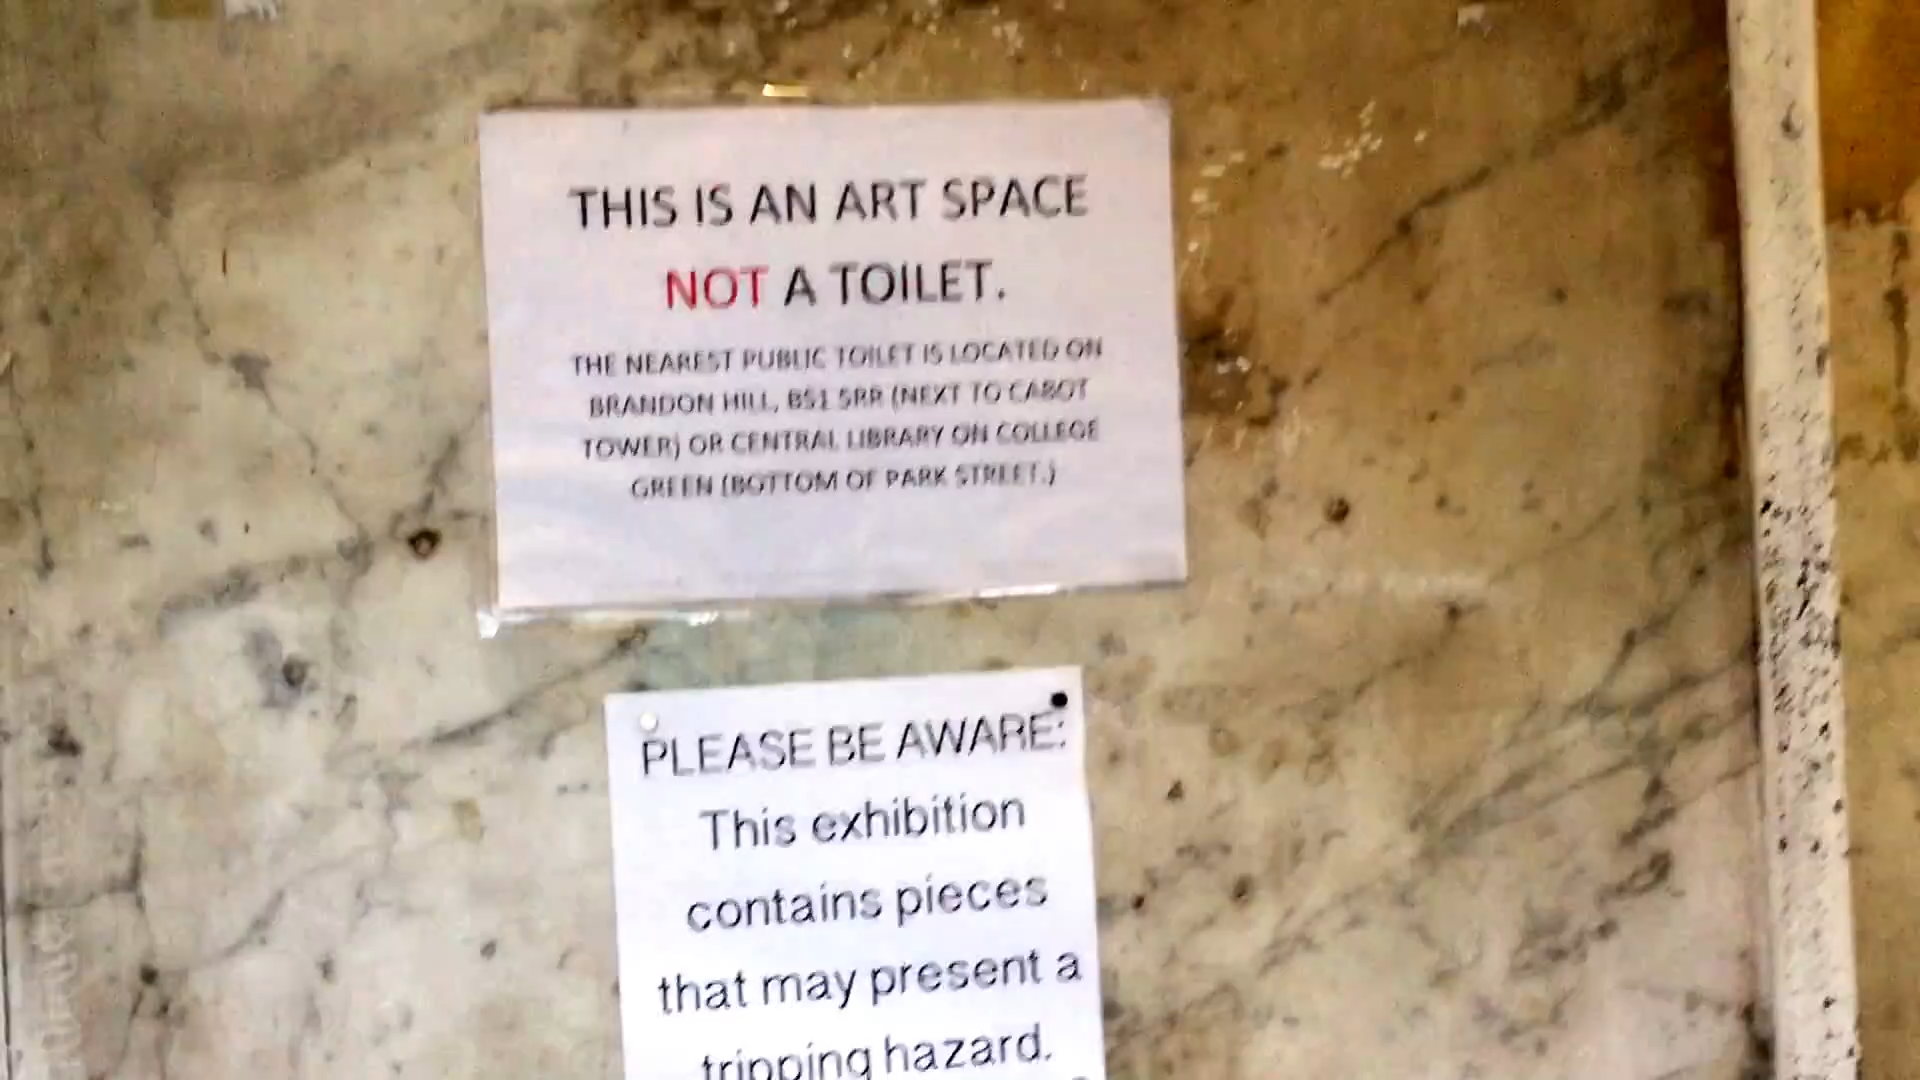 THIS IS AN ART SPACE
NOT A TOILET.
THE NEAREST PUBLIC TOILET IS LOCATED ON
BRANDON HILL, BS1 5RR (NEXT TO CABOT
TOWER) OR CENTRAL LIBRARY ON COLLEGE
GREEN (BOTTOM OF PARK STREET.)
PLEASE BE AWARE:
This exhibition
contains pieces
that may present a
tripping hazard.